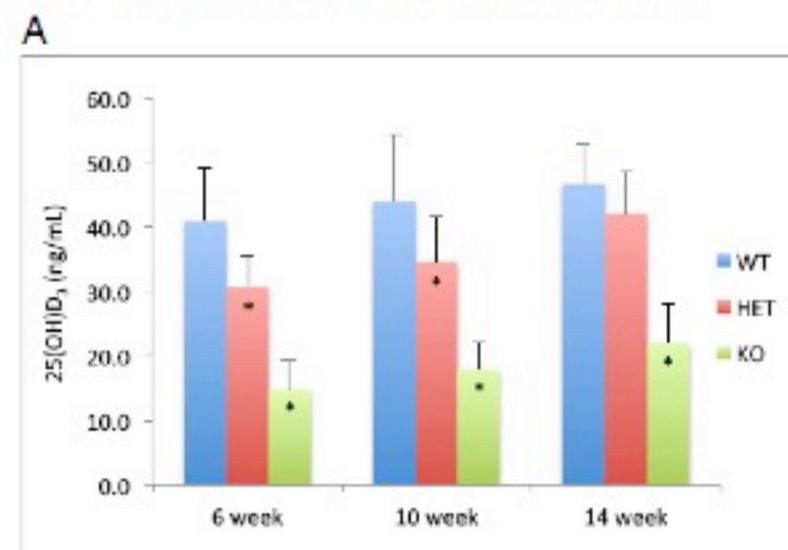 A
60.0
50.0
40.0
30.0
20.0
10.0
0.0
25(OH)D₃ (ng/mL)
* * * * *
6 week 10 week 14 week
WT
HET
KO